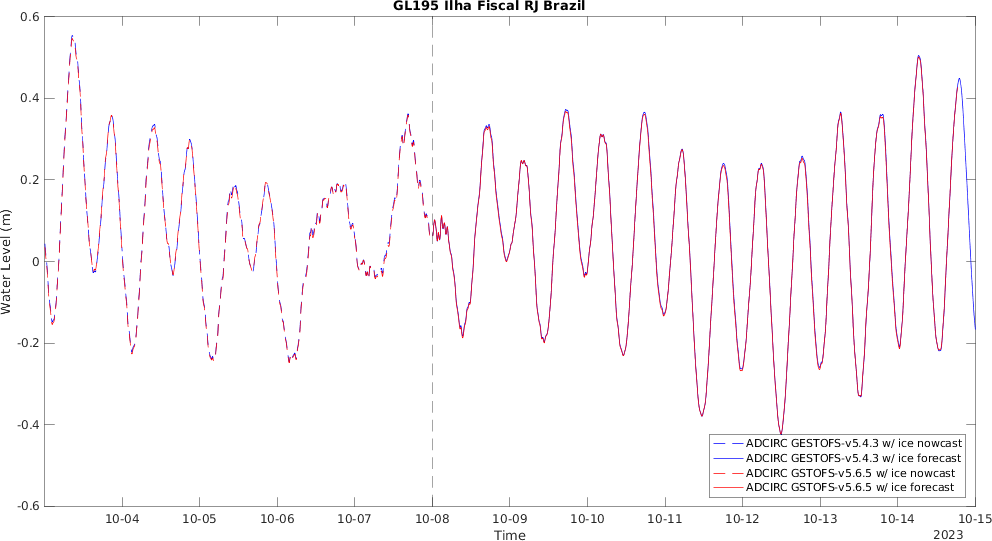 GL195 Ilha Fiscal RJ Brazil
0.6
0.4
0.2
0
-0.2
-0.4
-0.6
Water Level (m)
ADCIRC GESTOFS-v5.4.3 w/ ice nowcast
ADCIRC GESTOFS-v5.4.3 w/ ice forecast
ADCIRC GSTOFS-v5.6.5 w/ ice nowcast
ADCIRC GSTOFS-v5.6.5 w/ ice forecast
10-04 10-05 10-06 10-07 10-08 10-09 10-10 10-11 10-12 10-13 10-14 10-15
Time
2023